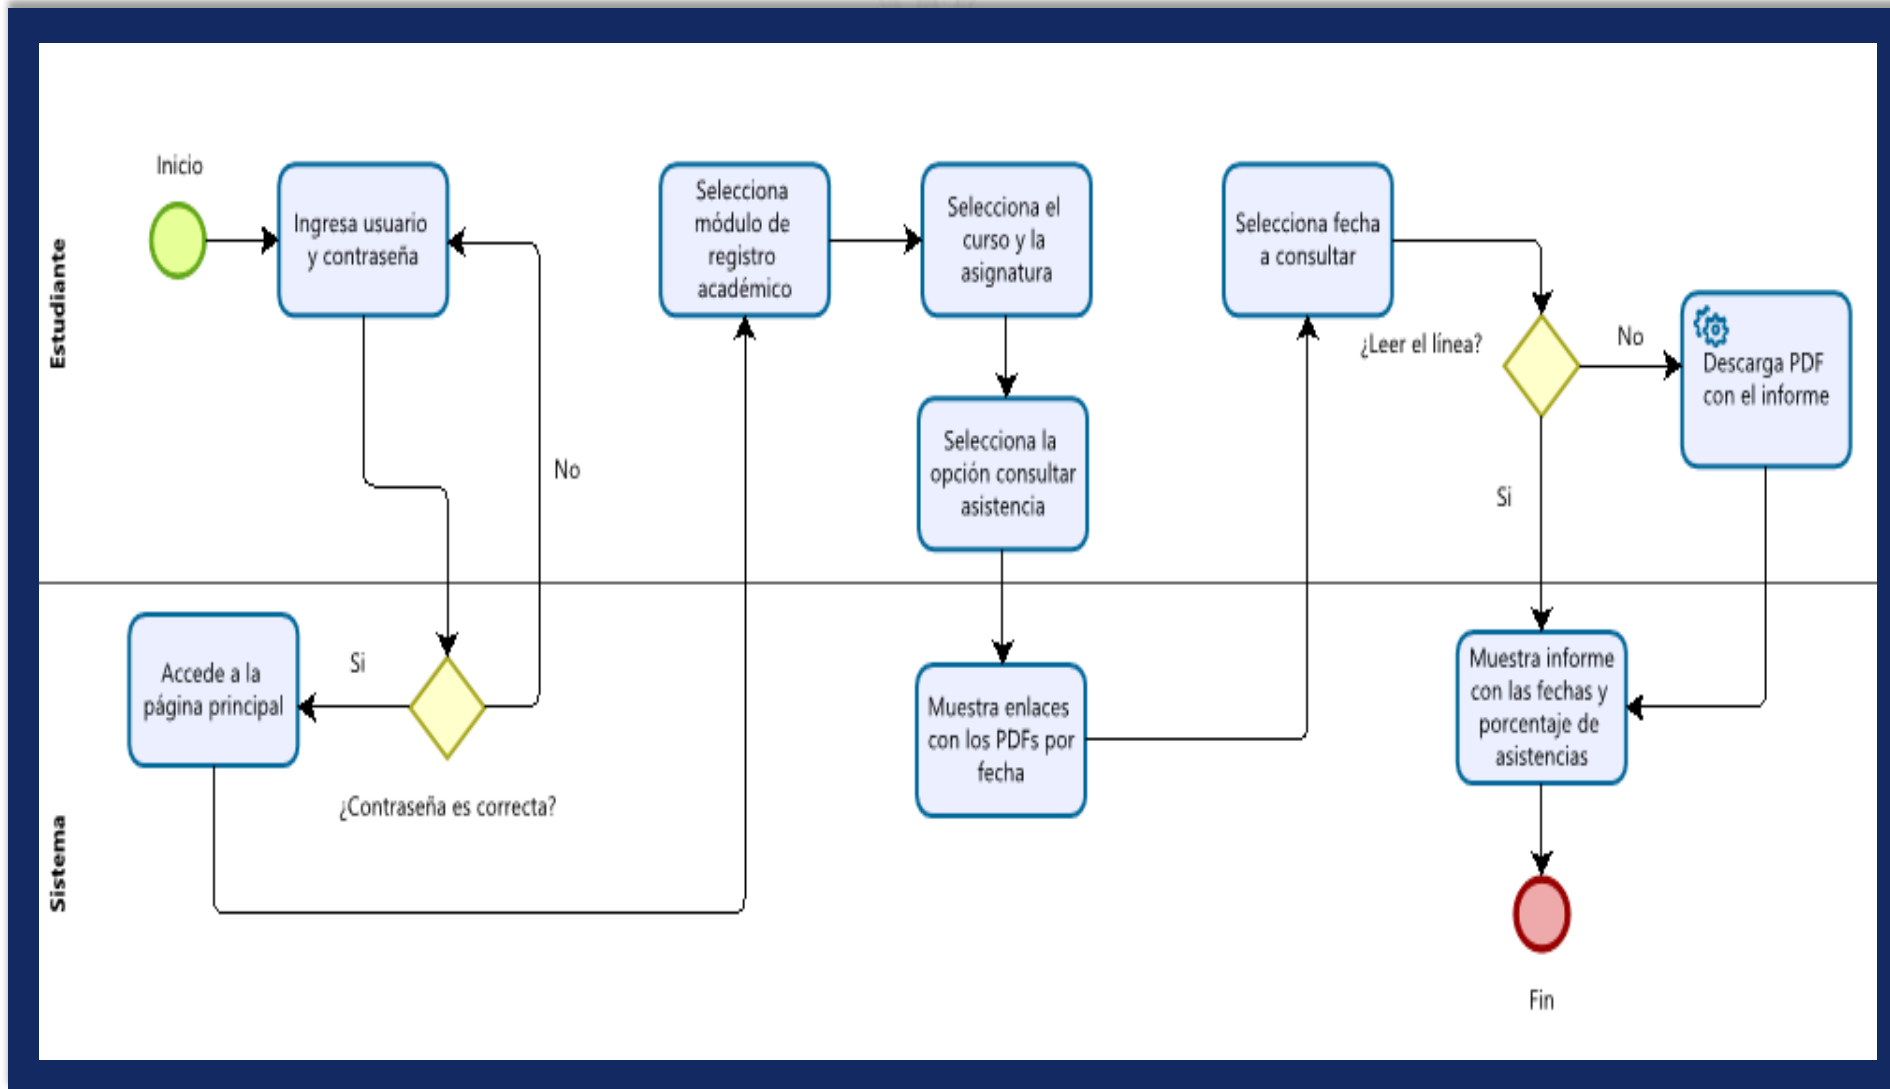 Estudiante
Inicio
Ingresa usuario
y contraseña
No
Selecciona
módulo de
registro
académico
Selecciona el
curso y la
asignatura
Selecciona la
opción consultar
asistencia
Selecciona fecha
a consultar
¿Leer el línea?
No
Descarga PDF
con el informe
Si
Sistema
Accede a la
página principal
Si
¿Contraseña es correcta?
Muestra enlaces
con los PDFs por
fecha
Muestra informe
con las fechas y
porcentaje de
asistencias
Fin